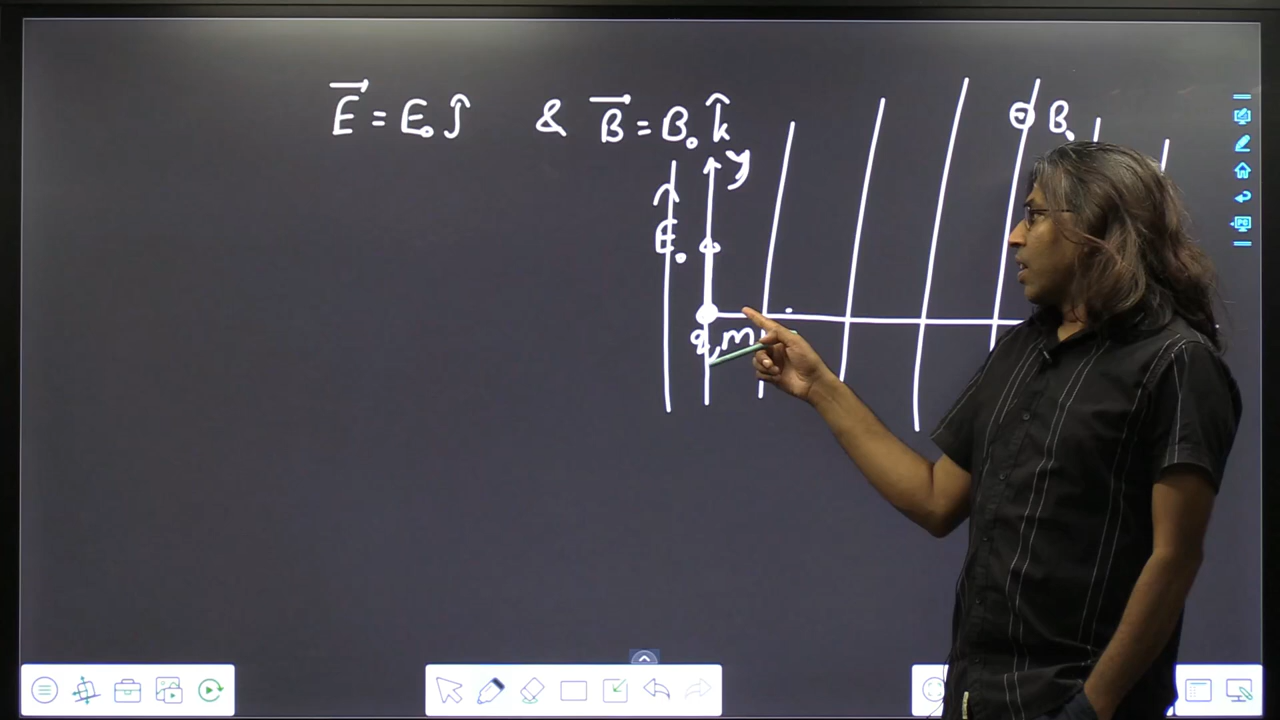 E⃗ = E₀ ĵ & B⃗ = B₀ k̂
y
⊙ B₀
E₀
q, m